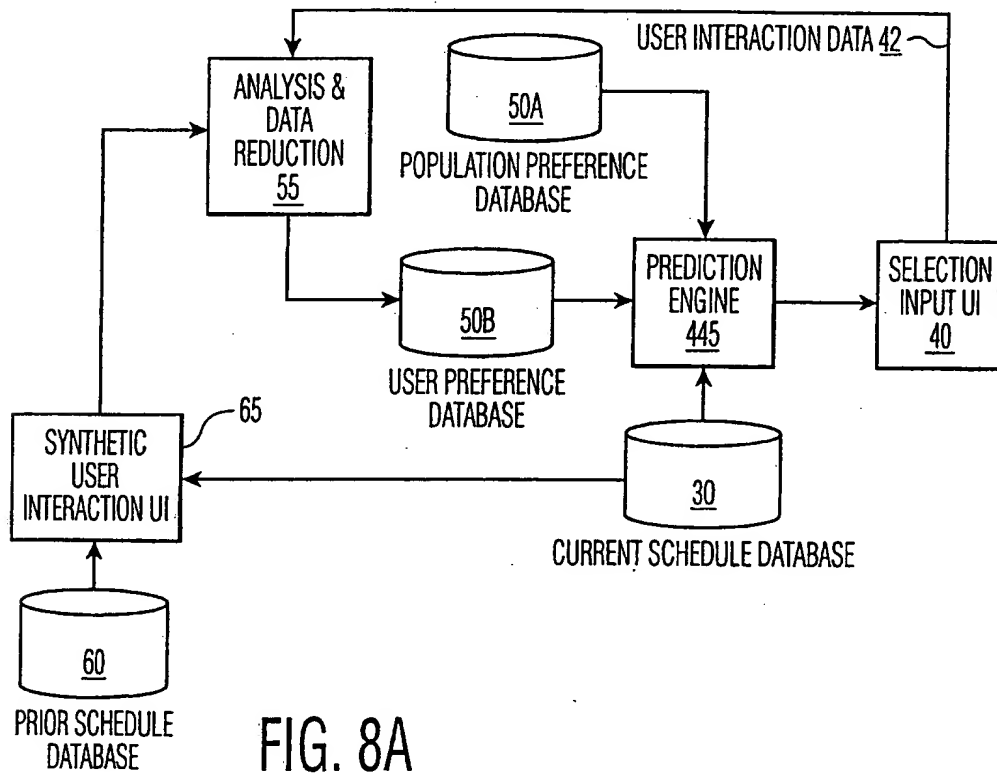 USER INTERACTION DATA 42
ANALYSIS &
DATA
REDUCTION
55
50A
POPULATION PREFERENCE
DATABASE
PREDICTION
ENGINE
445
SELECTION
INPUT UI
40
50B
USER PREFERENCE
DATABASE
65
SYNTHETIC
USER
INTERACTION UI
30
CURRENT SCHEDULE DATABASE
60
PRIOR SCHEDULE
DATABASE
FIG. 8A